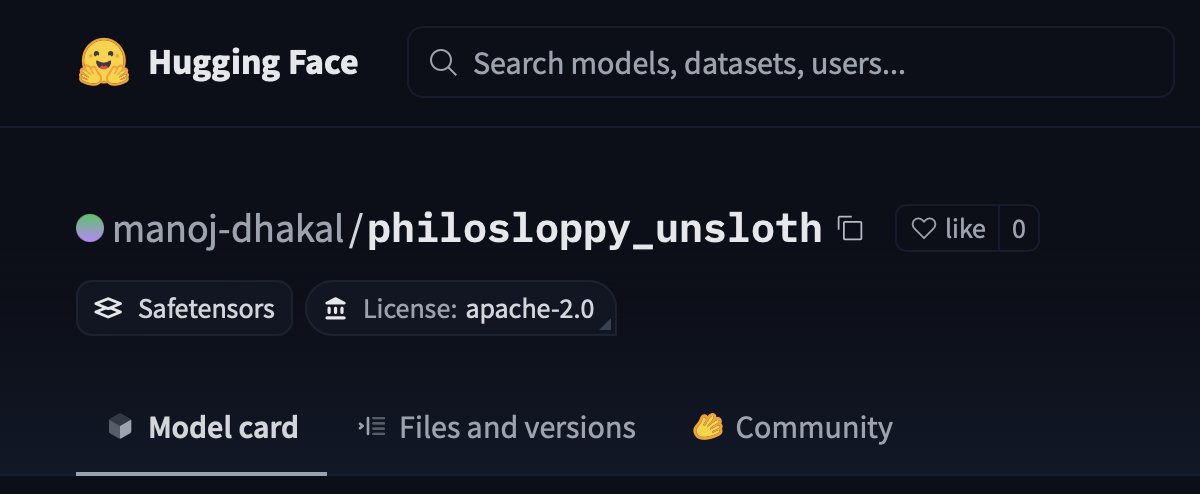 Hugging Face Search models, datasets, users...
manoj-dhakal/philosloppy_unsloth like 0
Safetensors License: apache-2.0
Model card Files and versions Community